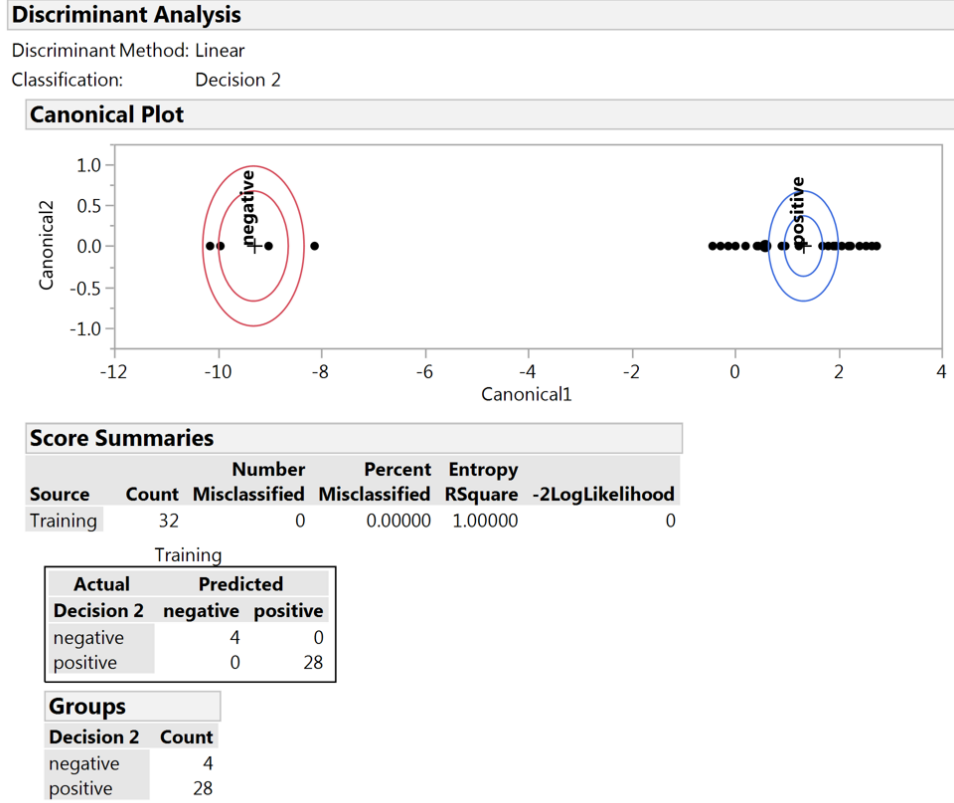 Discriminant Analysis
Discriminant Method: Linear
Classification: Decision 2
Canonical Plot
1.0
0.5
0.0
-0.5
-1.0
Canonical2
negative
positive
-12 -10 -8 -6 -4 -2 0 2 4
Canonical1
Score Summaries
Number Percent Entropy
Source Count Misclassified Misclassified RSquare -2LogLikelihood
Training 32 0 0.00000 1.00000 0
Training
Actual Predicted
Decision 2 negative positive
negative 4 0
positive 0 28
Groups
Decision 2 Count
negative 4
positive 28